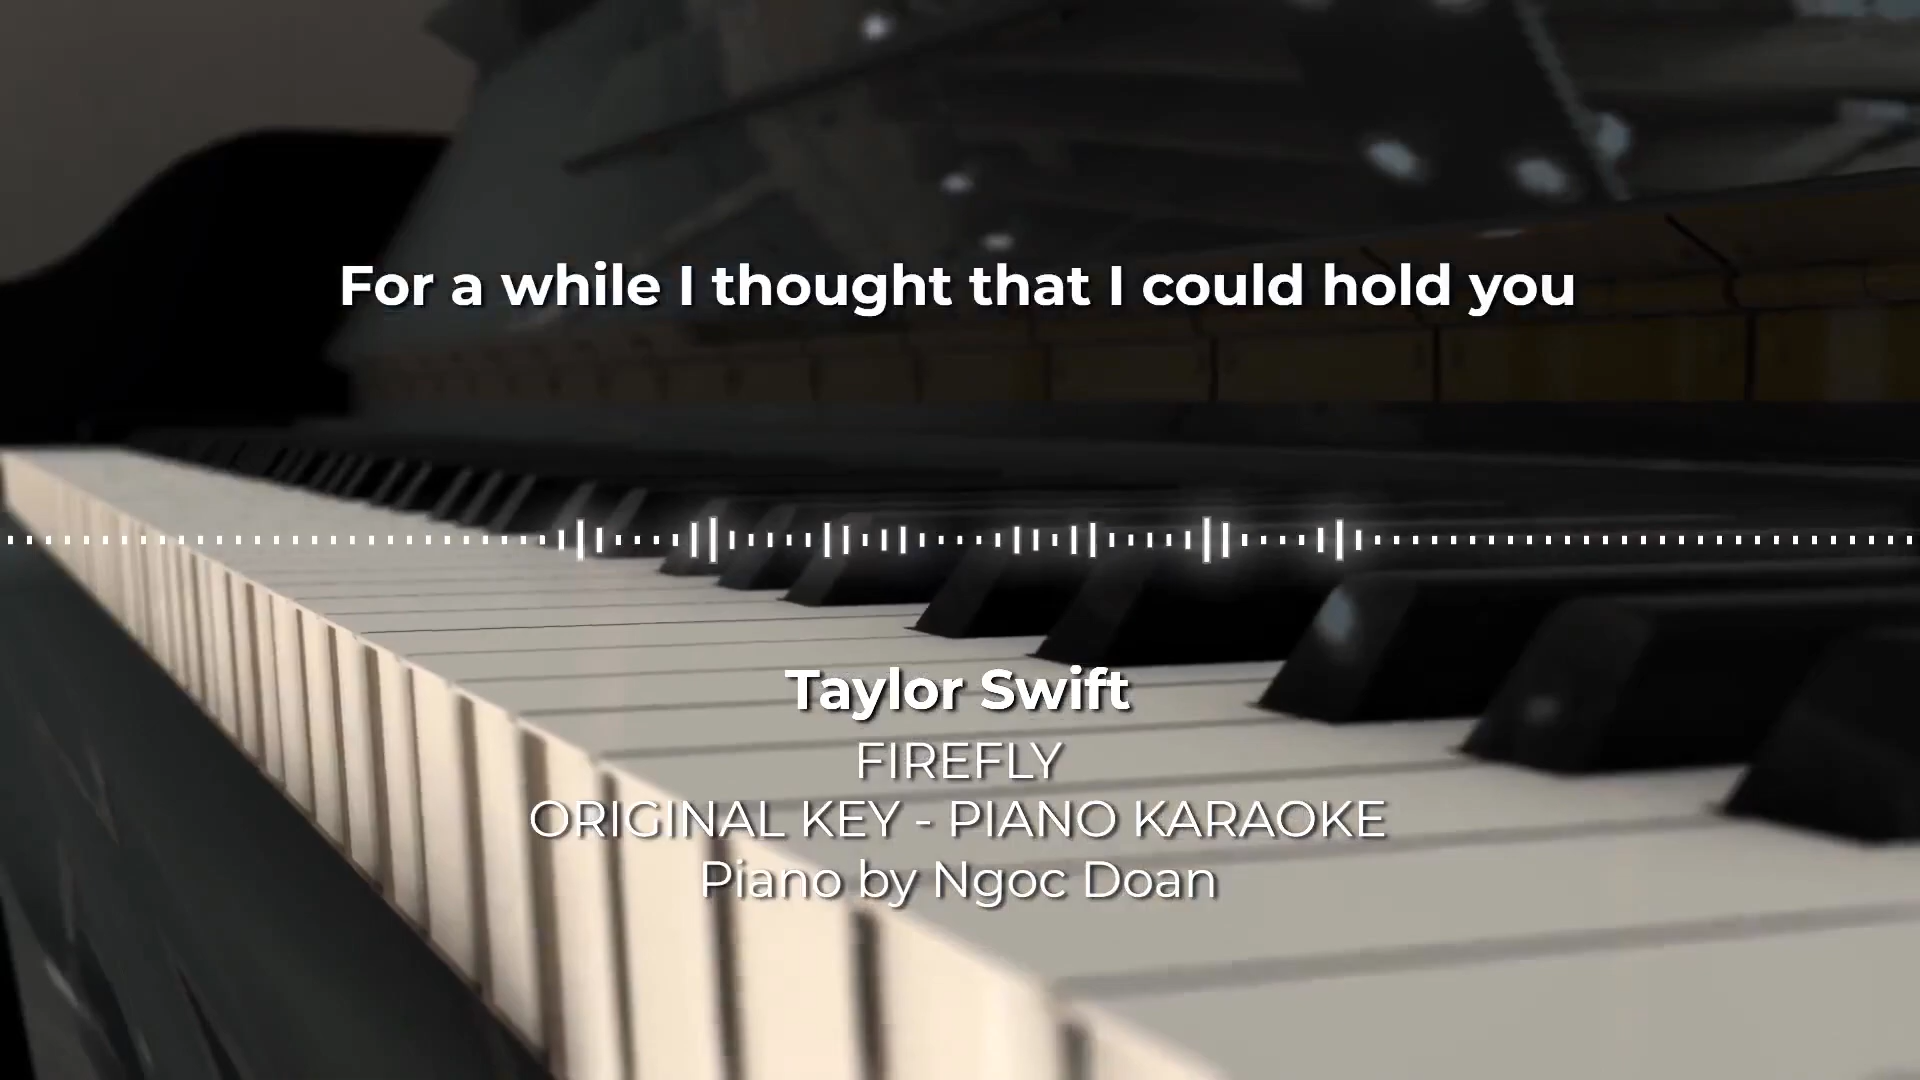 For a while I thought that I could hold you
Taylor Swift
FIREFLY
ORIGINAL KEY - PIANO KARAOKE
Piano by Ngoc Doan